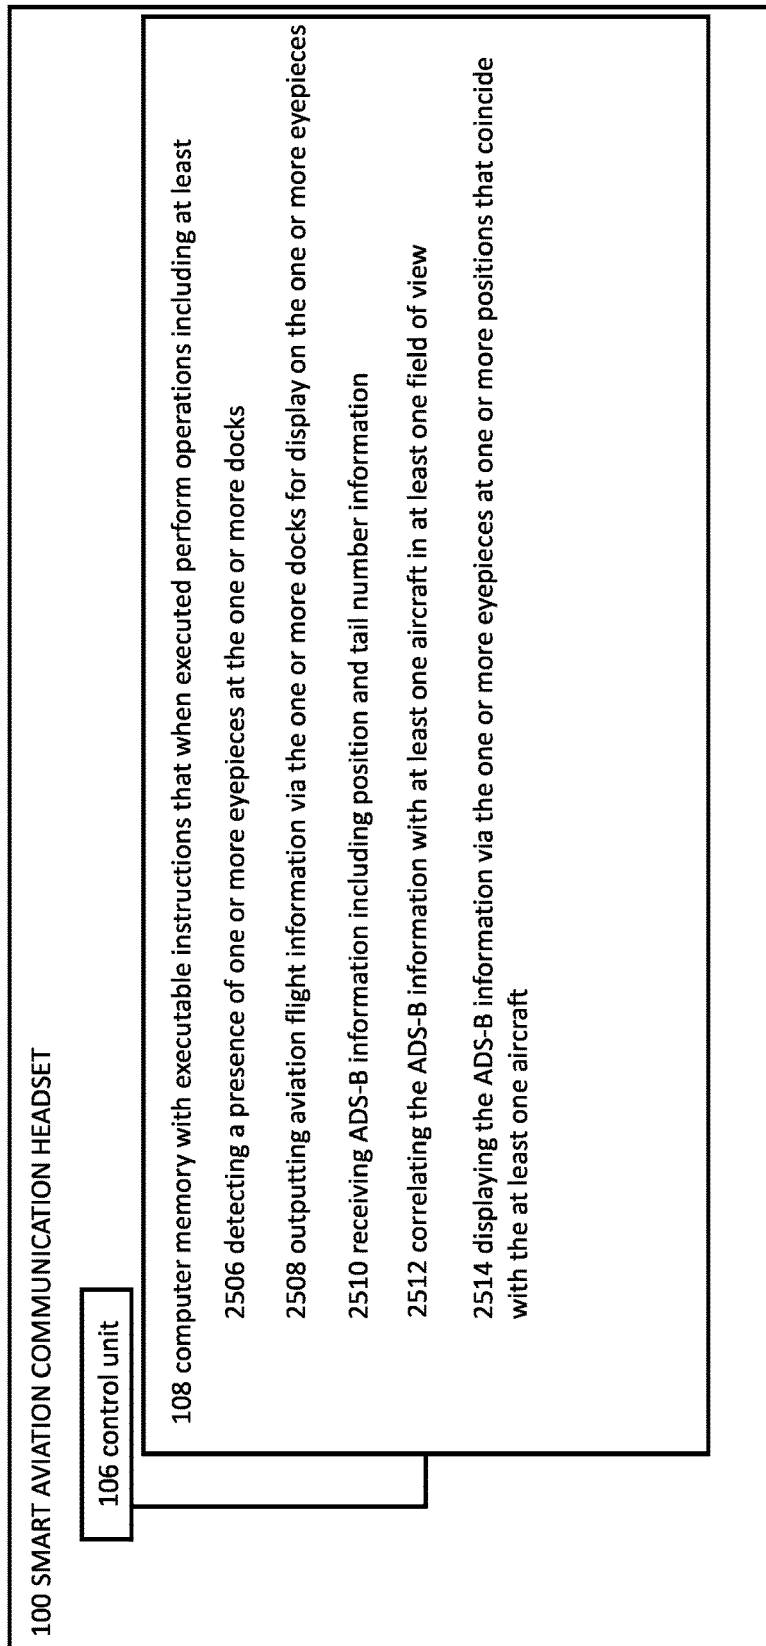 100 SMART AVIATION COMMUNICATION HEADSET
106 control unit
108 computer memory with executable instructions that when executed perform operations including at least
2506 detecting a presence of one or more eyepieces at the one or more docks
2508 outputting aviation flight information via the one or more docks for display on the one or more eyepieces
2510 receiving ADS-B information including position and tail number information
2512 correlating the ADS-B information with at least one aircraft in at least one field of view
2514 displaying the ADS-B information via the one or more eyepieces at one or more positions that coincide
with the at least one aircraft